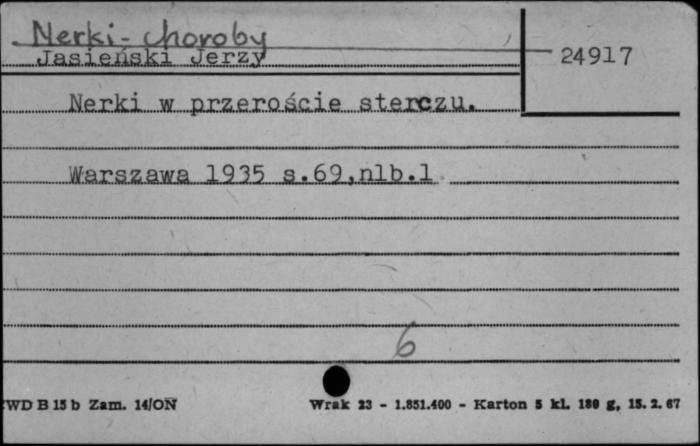 Nerki - choroby
Jasieński Jerzy
24917
Nerki w przeroście sterczu.
Warszawa 1935 s.69,nlb.1
6
WD B 15 b Zam. 14/ON Wrak 23 - 1.851.400 - Karton 5 kl. 180 g, 15. 2. 67